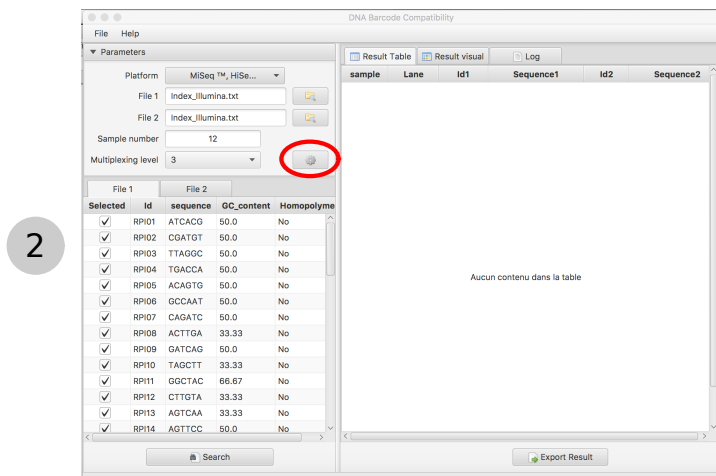 DNA Barcode Compatibility
File Help
Parameters
Platform MiSeq ™, HiSe...
File 1 Index_Illumina.txt
File 2 Index_Illumina.txt
Sample number 12
Multiplexing level 3
File 1 File 2
Selected Id sequence GC_content Homopolyme
RPI01 ATCACG 50.0 No
RPI02 CGATGT 50.0 No
RPI03 TTAGGC 50.0 No
RPI04 TGACCA 50.0 No
RPI05 ACAGTG 50.0 No
RPI06 GCCAAT 50.0 No
RPI07 CAGATC 50.0 No
RPI08 ACTTGA 33.33 No
RPI09 GATCAG 50.0 No
RPI10 TAGCTT 33.33 No
RPI11 GGCTAC 66.67 No
RPI12 CTTGTA 33.33 No
RPI13 AGTCAA 33.33 No
RPI14 AGTTCC 50.0 No
Search
Result Table Result visual Log
sample Lane Id1 Sequence1 Id2 Sequence2
Aucun contenu dans la table
Export Result
2